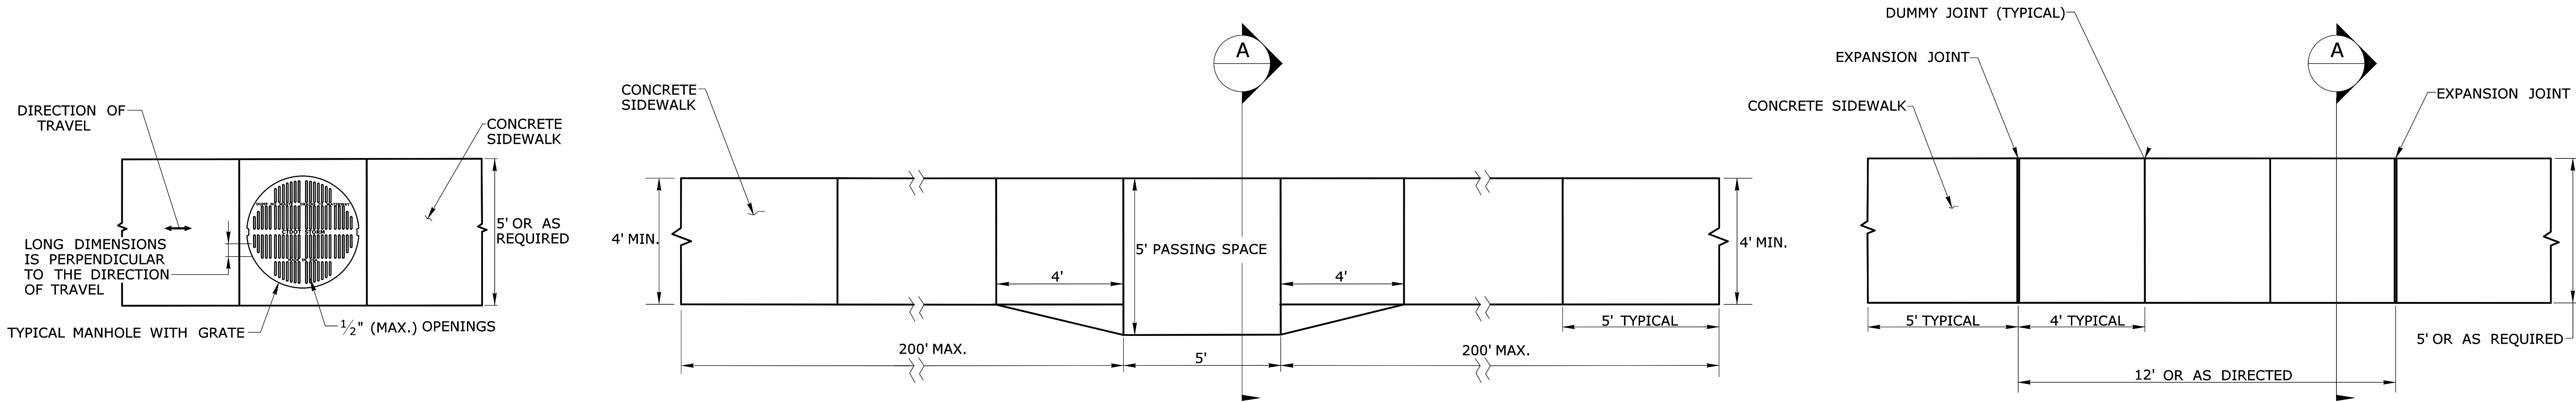 DIRECTION OF
TRAVEL
CONCRETE
SIDEWALK
CTDOT STORM
5' OR AS
REQUIRED
LONG DIMENSIONS
IS PERPENDICULAR
TO THE DIRECTION
OF TRAVEL
TYPICAL MANHOLE WITH GRATE
1/2" (MAX.) OPENINGS
A
CONCRETE
SIDEWALK
4' MIN.
5' PASSING SPACE
4' MIN.
4'
4'
5' TYPICAL
200' MAX.
5'
200' MAX.
DUMMY JOINT (TYPICAL)
A
EXPANSION JOINT
EXPANSION JOINT
CONCRETE SIDEWALK
5' TYPICAL
4' TYPICAL
5' OR AS REQUIRED
12' OR AS DIRECTED